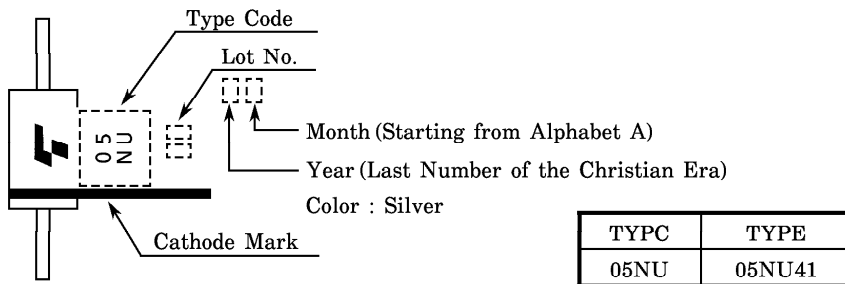 Type Code
Lot No.
05
NU
Month (Starting from Alphabet A)
Year (Last Number of the Christian Era)
Color : Silver
Cathode Mark
TYPC TYPE
05NU 05NU41